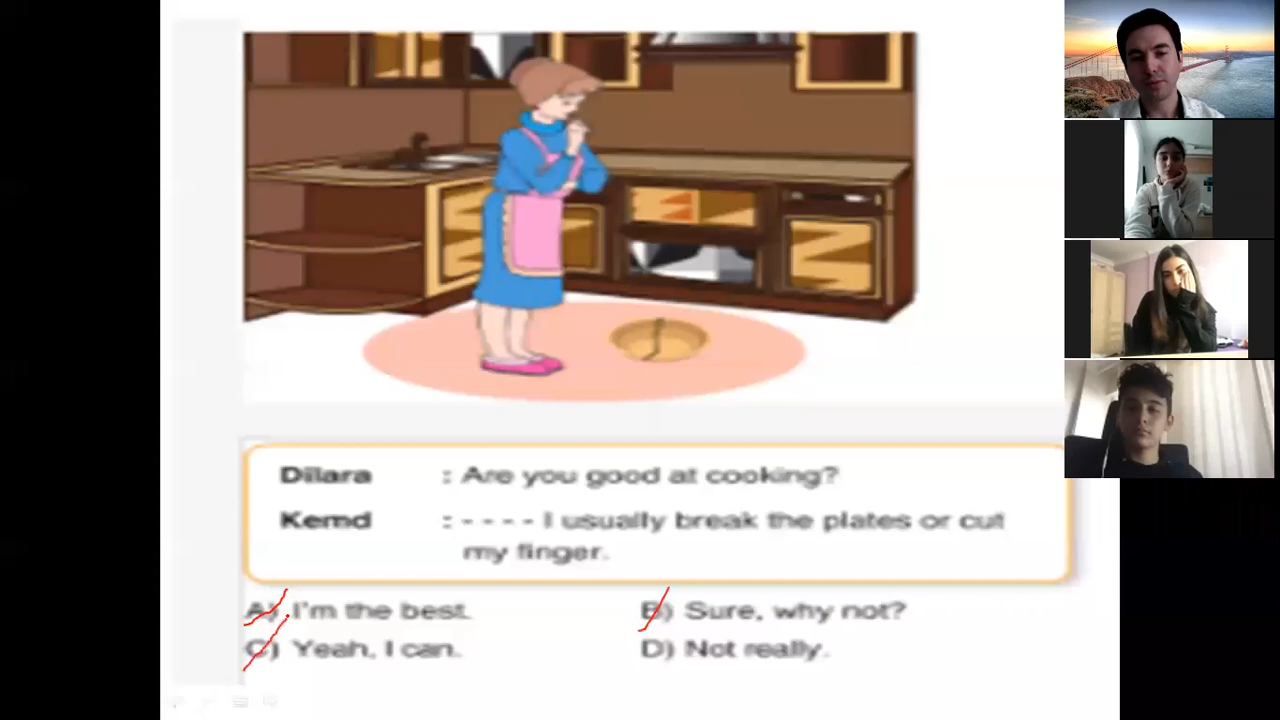 Dilara : Are you good at cooking?
Kemd : - - - - I usually break the plates or cut
my finger.
A) I'm the best. B) Sure, why not?
C) Yeah, I can. D) Not really.